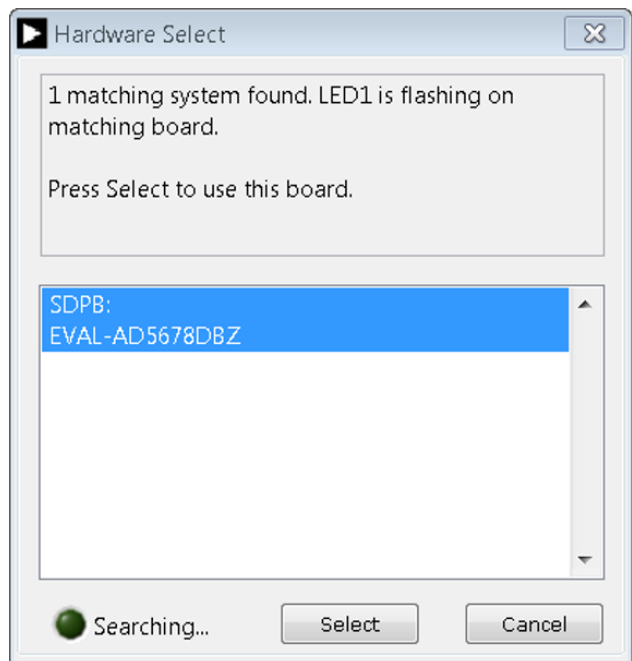 Hardware Select
1 matching system found. LED1 is flashing on
matching board.
Press Select to use this board.
SDPB:
EVAL-AD5678DBZ
Searching...
Select
Cancel